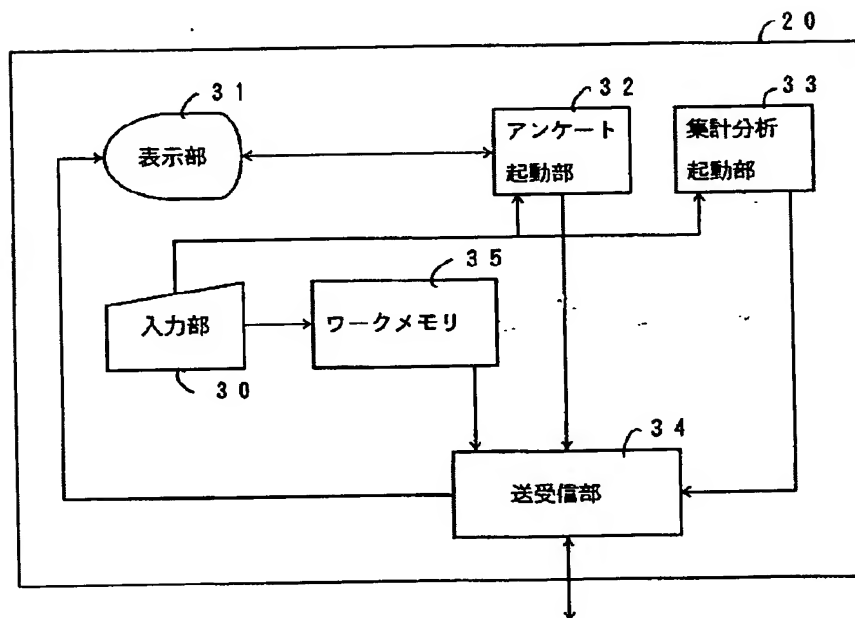 20
31
表示部
32
アンケート
起動部
33
集計分析
起動部
35
ワークメモリ
入力部
30
34
送受信部